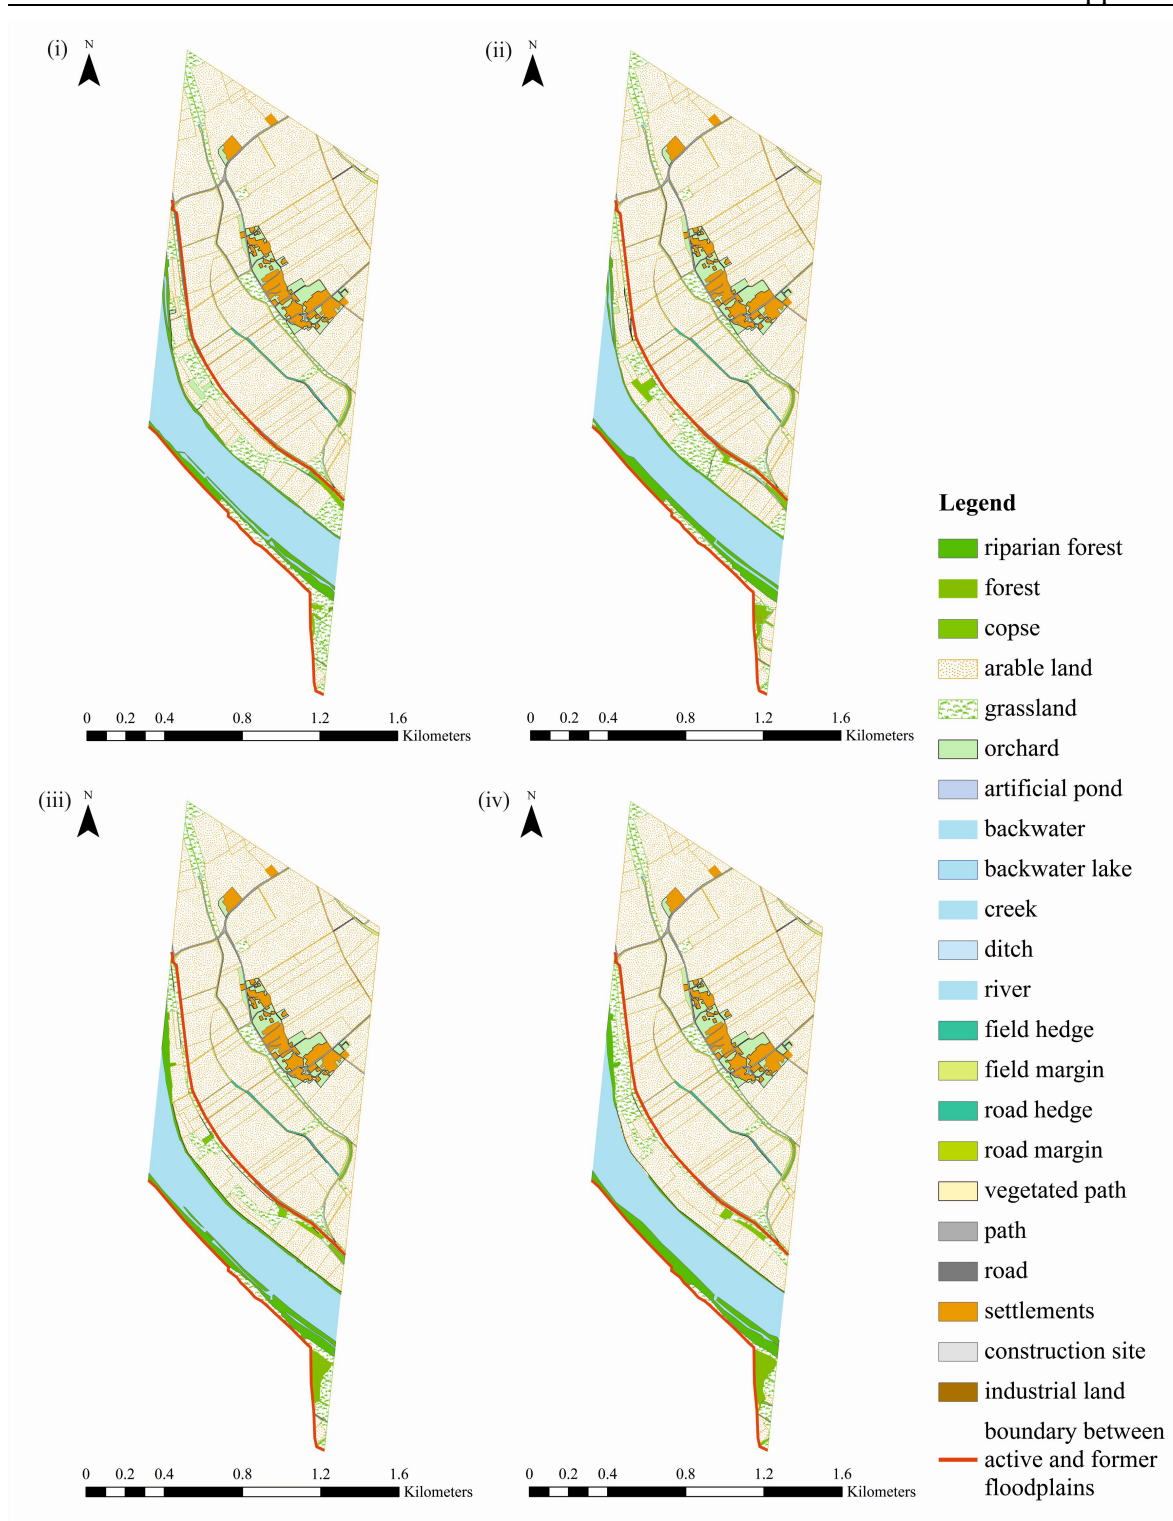 (i)
N
(ii)
N
0 0.2 0.4 0.8 1.2 1.6
Kilometers
0 0.2 0.4 0.8 1.2 1.6
Kilometers
(iii)
N
(iv)
N
0 0.2 0.4 0.8 1.2 1.6
Kilometers
0 0.2 0.4 0.8 1.2 1.6
Kilometers
Legend
riparian forest
forest
copse
arable land
grassland
orchard
artificial pond
backwater
backwater lake
creek
ditch
river
field hedge
field margin
road hedge
road margin
vegetated path
path
road
settlements
construction site
industrial land
boundary between
active and former
floodplains